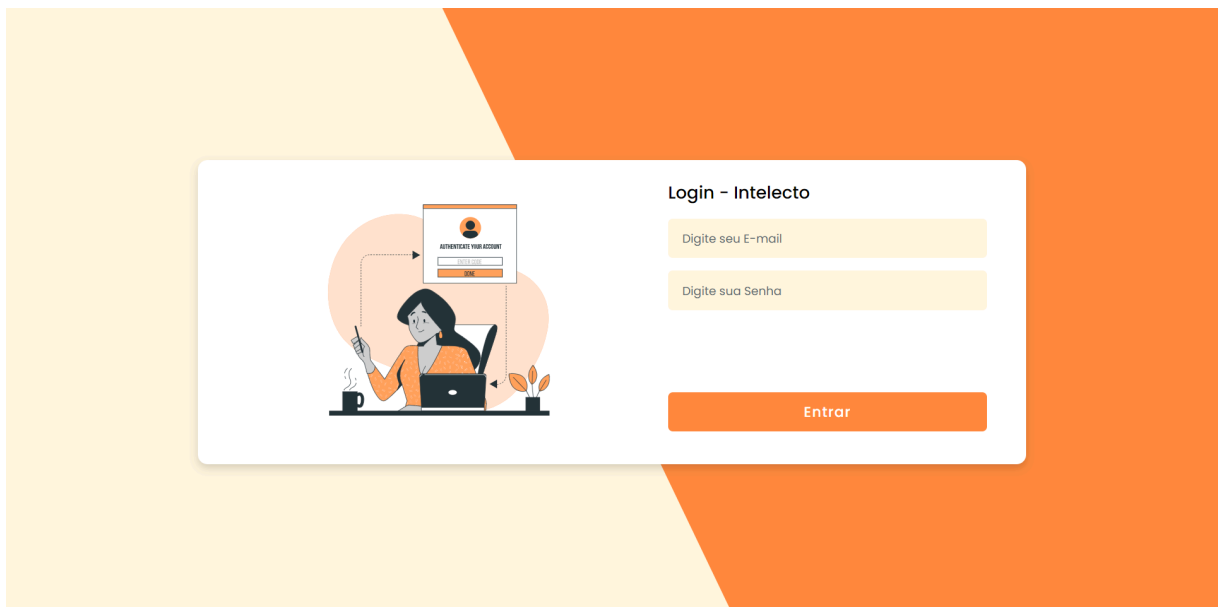 Login - Intelecto
AUTHENTICATE YOUR ACCOUNT
ENTER CODE
DONE
Digite seu E-mail
Digite sua Senha
Entrar